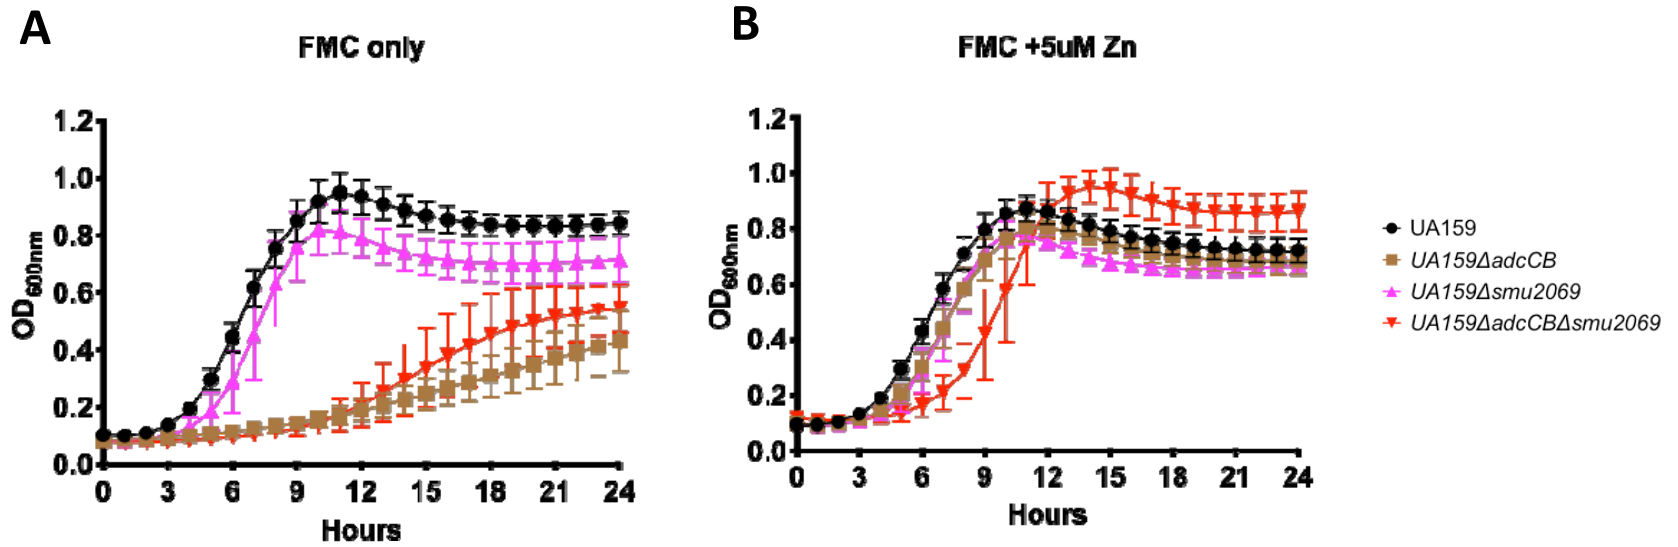 A
FMC only
1.2
1.0
0.8
0.6
0.4
0.2
0.0
OD600nm
0 3 6 9 12 15 18 21 24
Hours
B
FMC +5uM Zn
1.2
1.0
0.8
0.6
0.4
0.2
0.0
OD600nm
0 3 6 9 12 15 18 21 24
Hours
UA159
UA159ΔadcCB
UA159Δsmu2069
UA159ΔadcCBΔsmu2069